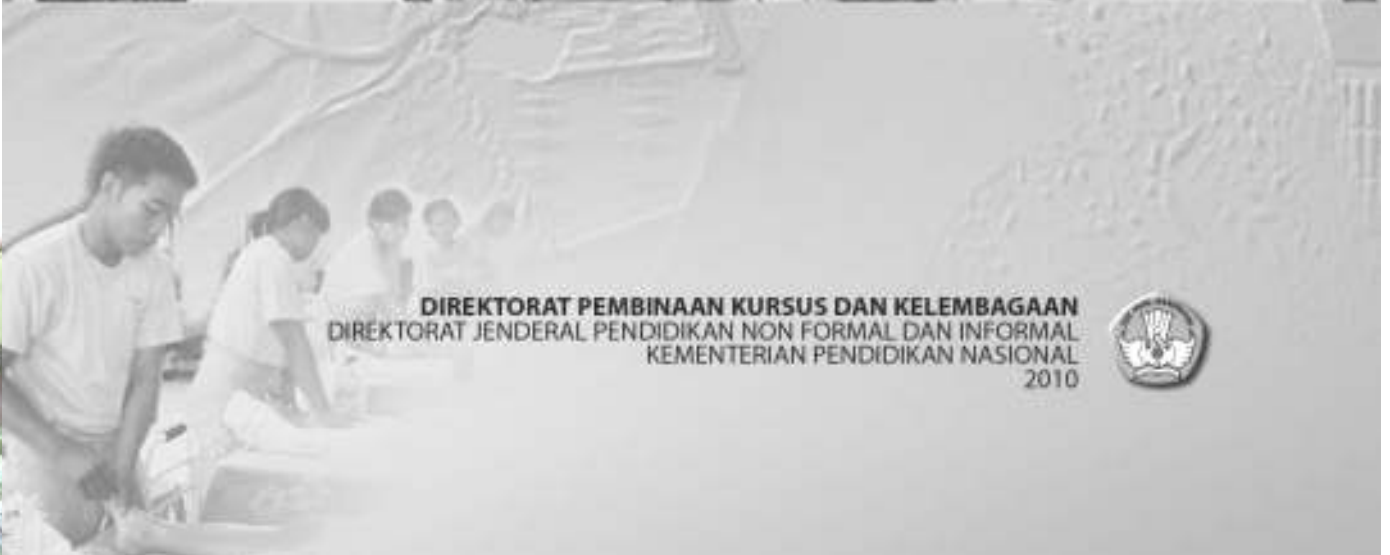 DIREKTORAT PEMBINAAN KURSUS DAN KELEMBAGAAN
DIREKTORAT JENDERAL PENDIDIKAN NON FORMAL DAN INFORMAL
KEMENTERIAN PENDIDIKAN NASIONAL
2010